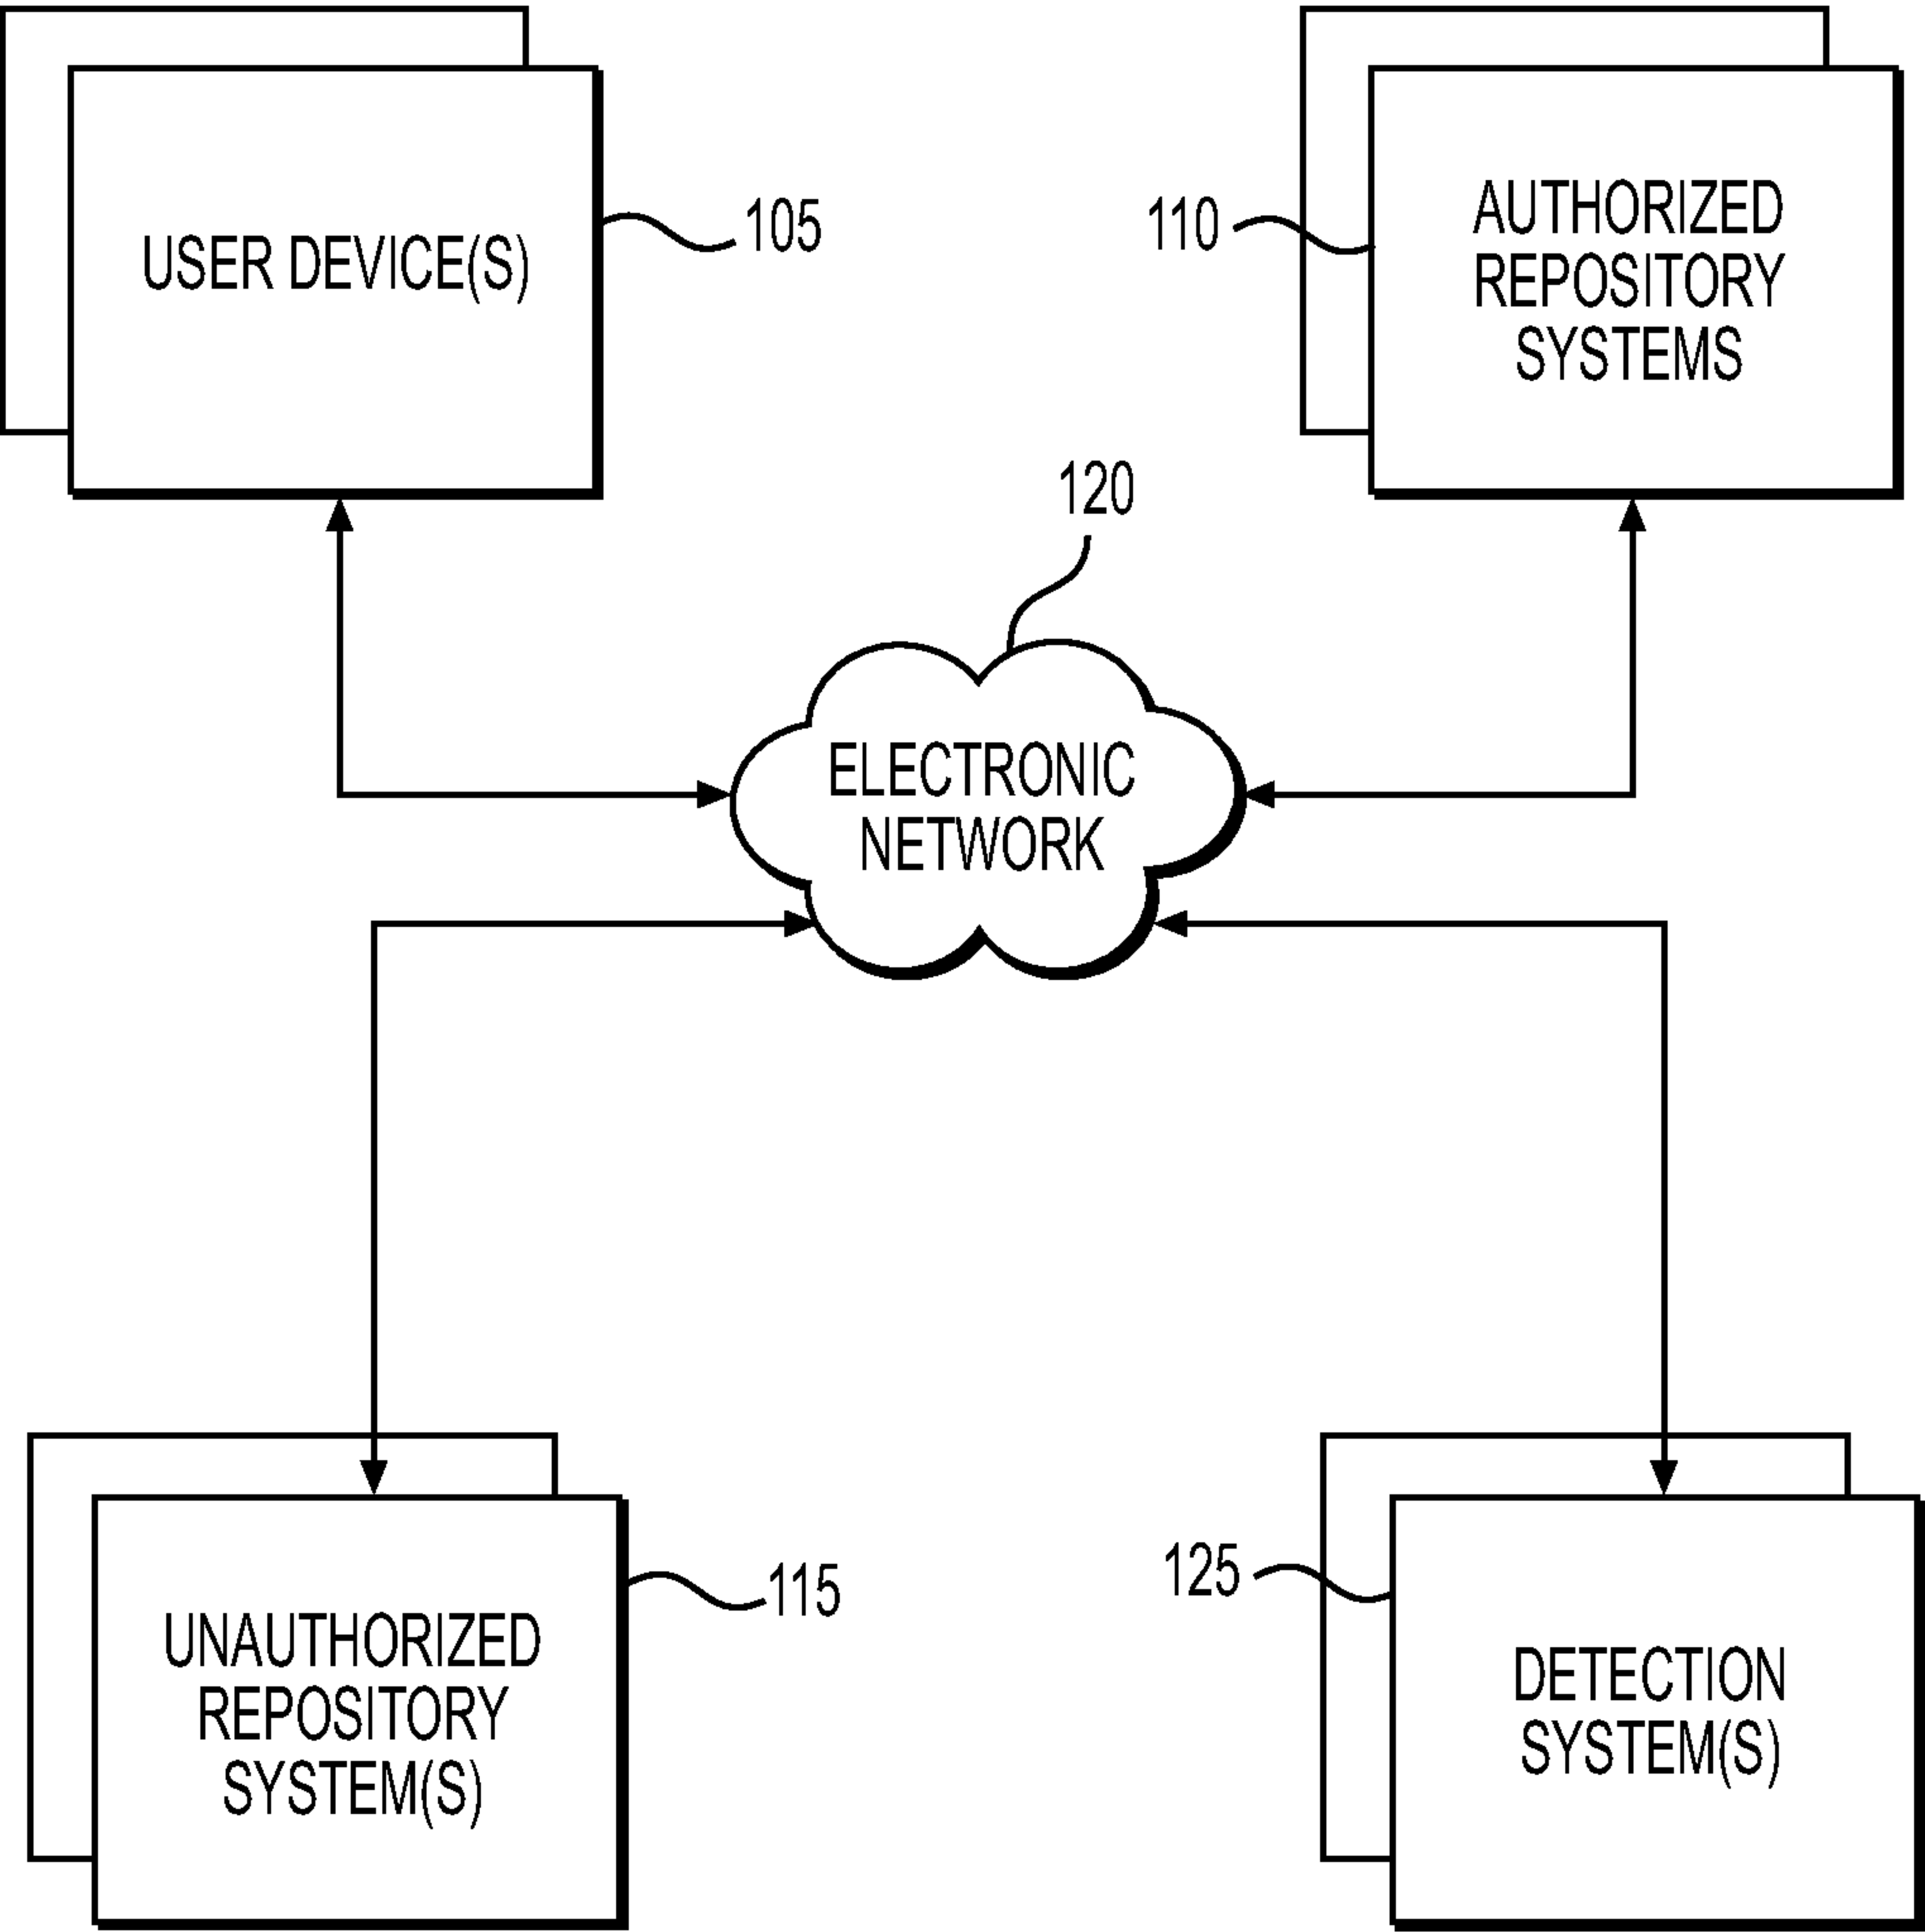 USER DEVICE(S)
105
110
AUTHORIZED
REPOSITORY
SYSTEMS
120
ELECTRONIC
NETWORK
UNAUTHORIZED
REPOSITORY
SYSTEM(S)
115
125
DETECTION
SYSTEM(S)